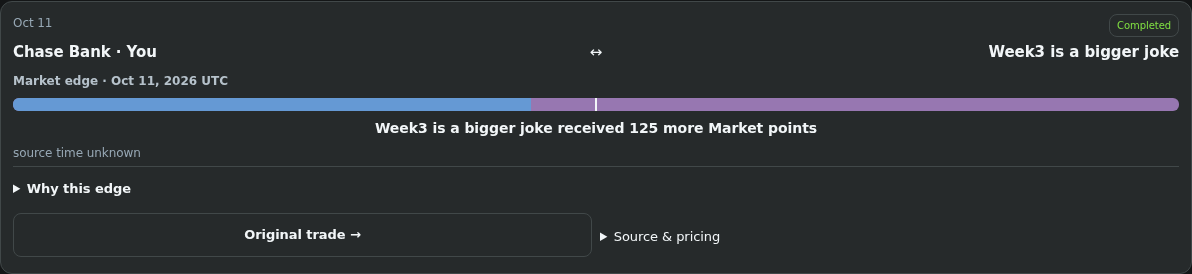 Oct 11
Completed
Chase Bank · You ↔ Week3 is a bigger joke
Market edge · Oct 11, 2026 UTC
Week3 is a bigger joke received 125 more Market points
source time unknown
▶ Why this edge
Original trade →
▶ Source & pricing